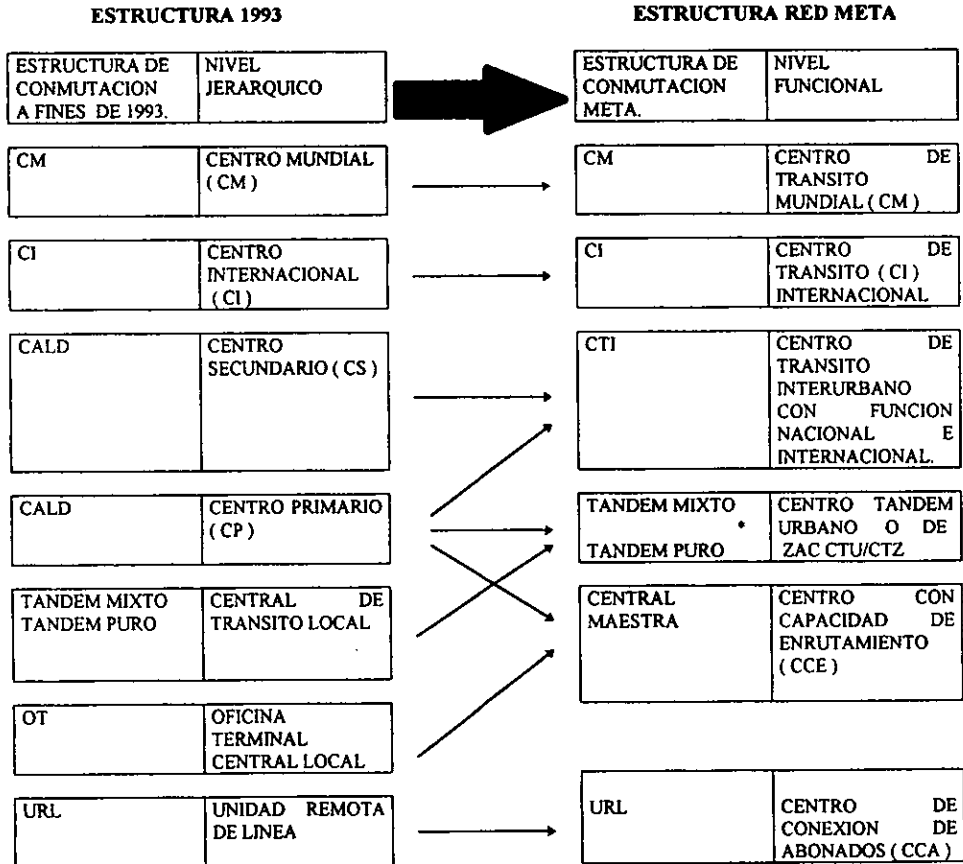 ESTRUCTURA 1993
ESTRUCTURA DE CONMUTACION A FINES DE 1993.
NIVEL JERARQUICO
CM
CENTRO MUNDIAL ( CM )
CI
CENTRO INTERNACIONAL ( CI )
CALD
CENTRO SECUNDARIO ( CS )
CALD
CENTRO PRIMARIO ( CP )
TANDEM MIXTO
TANDEM PURO
CENTRAL DE TRANSITO LOCAL
OT
OFICINA TERMINAL CENTRAL LOCAL
URL
UNIDAD REMOTA DE LINEA
ESTRUCTURA RED META
ESTRUCTURA DE CONMUTACION META.
NIVEL FUNCIONAL
CM
CENTRO DE TRANSITO MUNDIAL ( CM )
CI
CENTRO DE TRANSITO ( CI ) INTERNACIONAL
CTI
CENTRO DE TRANSITO INTERURBANO CON FUNCION NACIONAL E INTERNACIONAL.
TANDEM MIXTO
*
TANDEM PURO
CENTRO TANDEM URBANO O DE ZAC CTU/CTZ
CENTRAL MAESTRA
CENTRO CON CAPACIDAD DE ENRUTAMIENTO ( CCE )
URL
CENTRO DE CONEXION DE ABONADOS ( CCA )